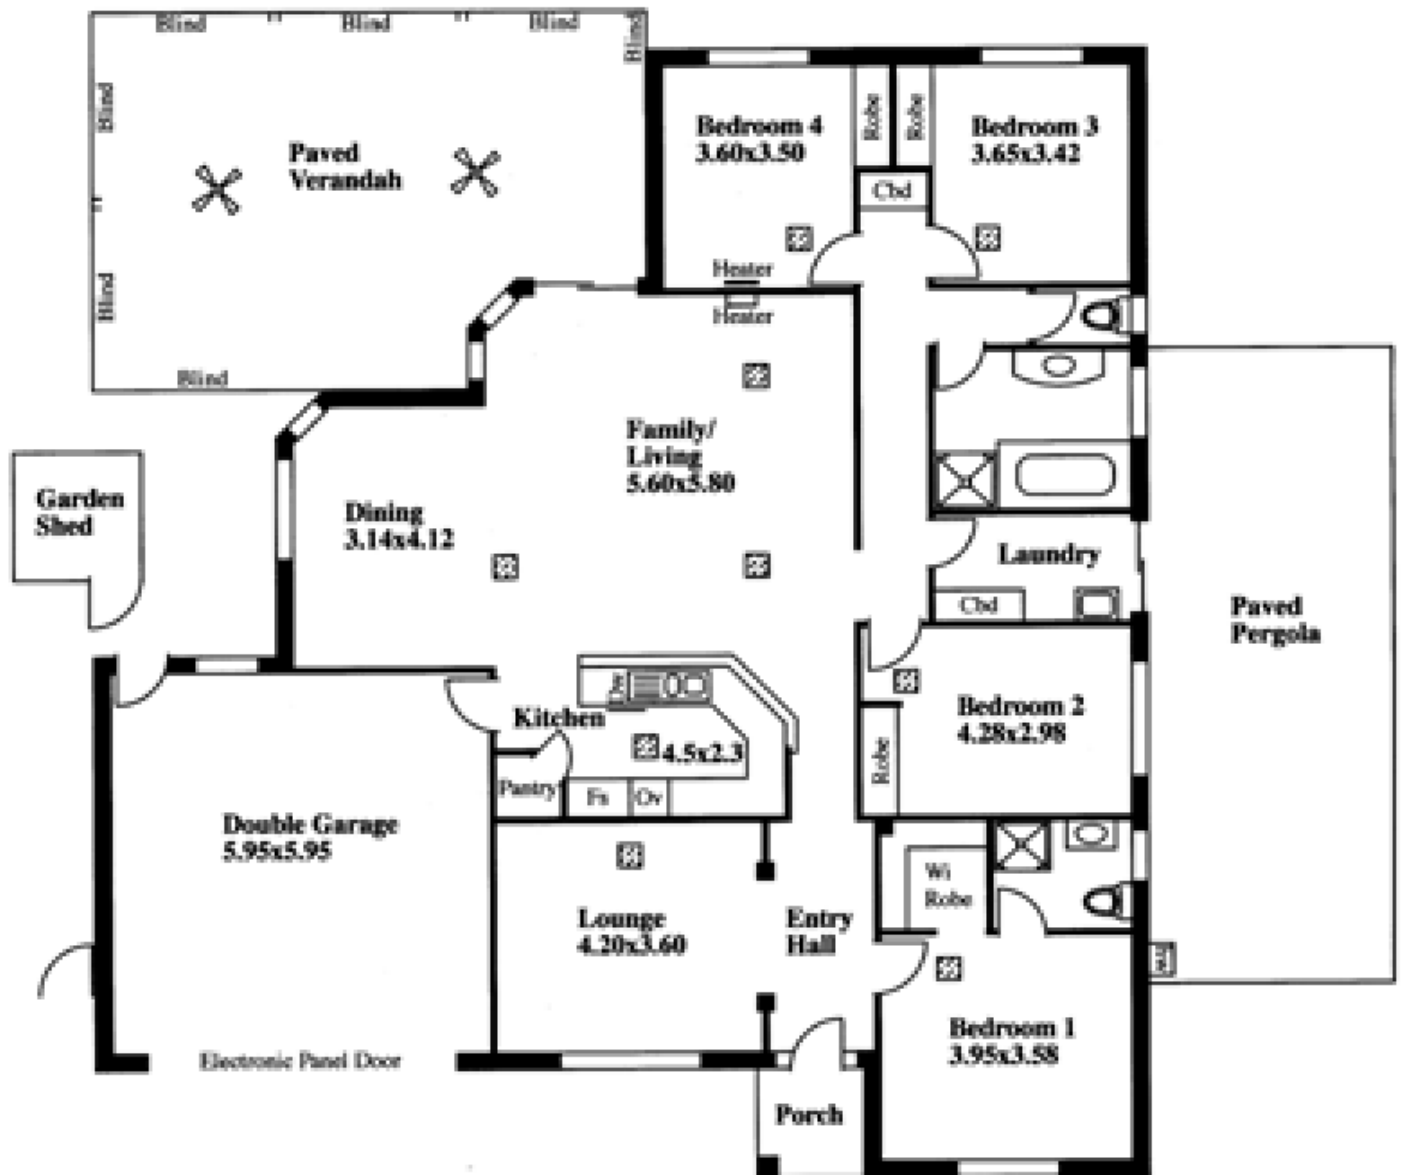 Blind
Blind
Blind
Blind
Blind
Paved
Verandah
Blind
Blind
Bedroom 4
3.60x3.50
Robe
Robe
Bedroom 3
3.65x3.42
Cbd
Heater
Heater
Family/
Living
5.60x5.80
Garden
Shed
Dining
3.14x4.12
Laundry
Cbd
Paved
Pergola
Kitchen
4.5x2.3
Pantry
Ov
Bedroom 2
4.28x2.98
Robe
Double Garage
5.95x5.95
Lounge
4.20x3.60
Entry
Hall
Wi
Robe
Bedroom 1
3.95x3.58
Electronic Panel Door
Porch